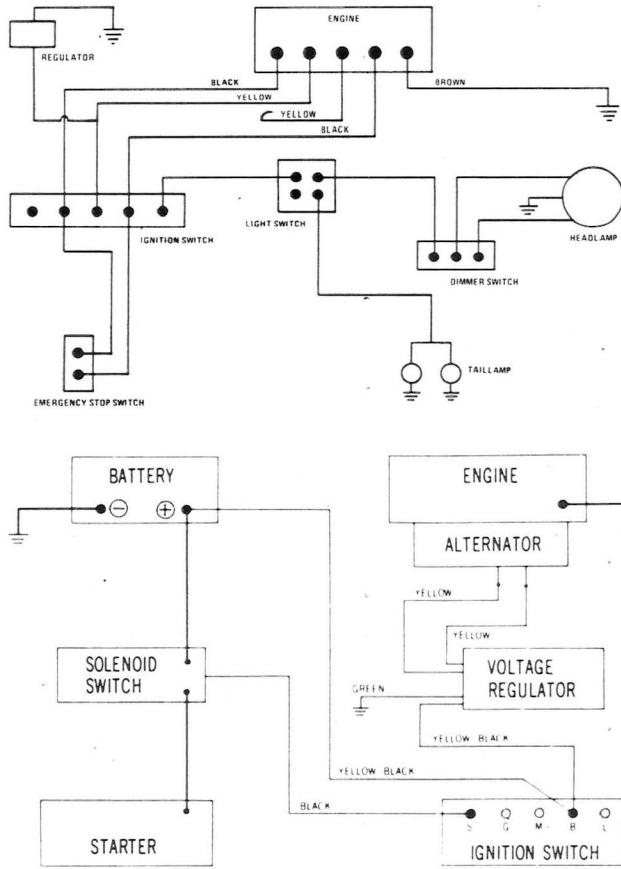 ENGINE
REGULATOR
BLACK
YELLOW
BROWN
YELLOW
BLACK
IGNITION SWITCH
LIGHT SWITCH
HEADLAMP
DIMMER SWITCH
TAILLAMP
EMERGENCY STOP SWITCH
BATTERY
− +
ENGINE
ALTERNATOR
YELLOW
YELLOW
SOLENOID
SWITCH
VOLTAGE
REGULATOR
GREEN
YELLOW BLACK
YELLOW BLACK
BLACK
S G M B L
STARTER
IGNITION SWITCH